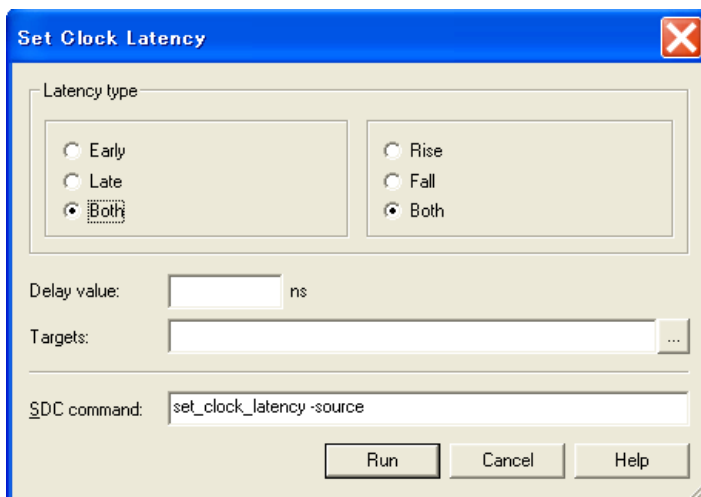 Set Clock Latency
Latency type
Early
Late
Both
Rise
Fall
Both
Delay value:
ns
Targets:
...
SDC command:
set_clock_latency -source
Run
Cancel
Help